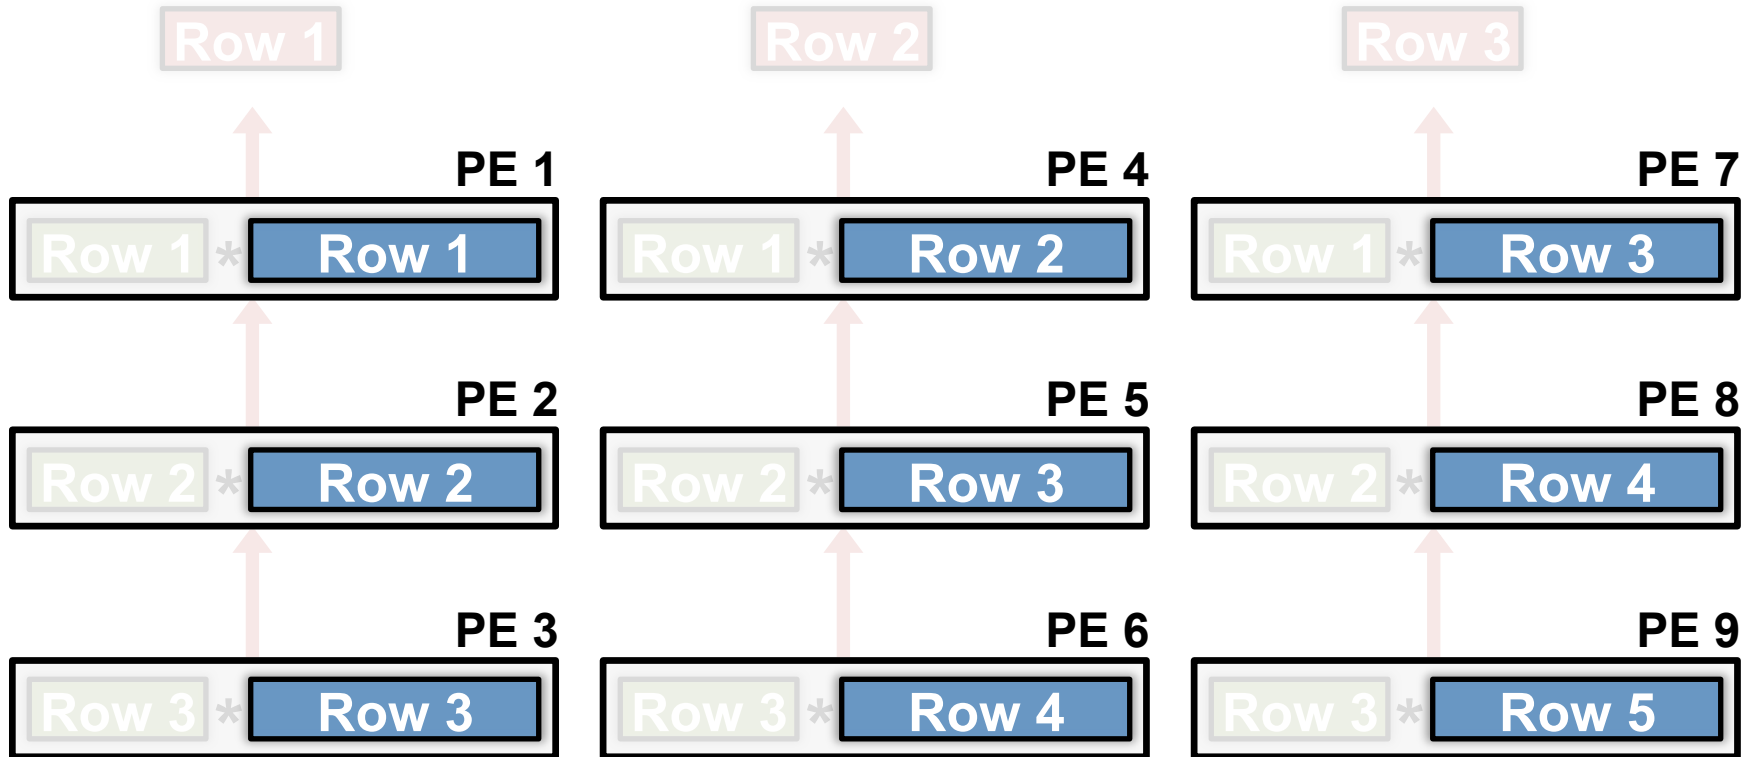 Row 1 Row 2 Row 3
PE 1 PE 4 PE 7
Row 1 * Row 1 Row 1 * Row 2 Row 1 * Row 3
PE 2 PE 5 PE 8
Row 2 * Row 2 Row 2 * Row 3 Row 2 * Row 4
PE 3 PE 6 PE 9
Row 3 * Row 3 Row 3 * Row 4 Row 3 * Row 5